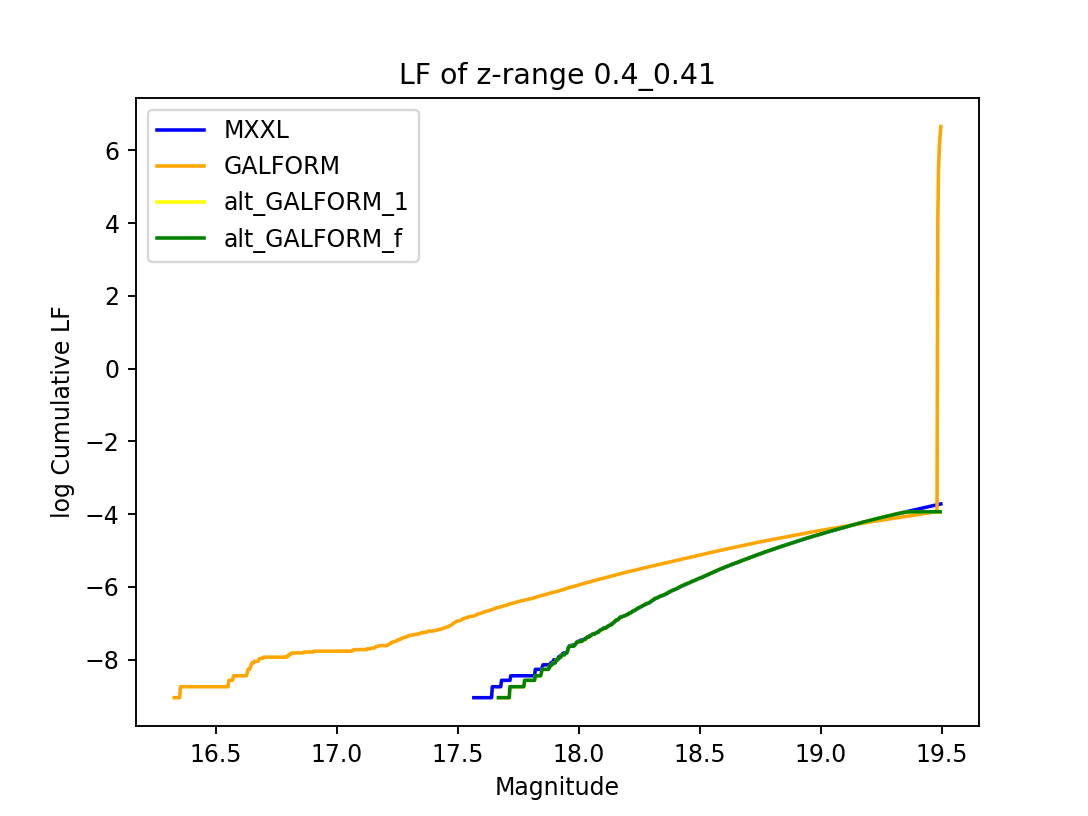 LF of z-range 0.4_0.41
MXXL
GALFORM
alt_GALFORM_1
alt_GALFORM_f
log Cumulative LF
6
4
2
0
−2
−4
−6
−8
16.5 17.0 17.5 18.0 18.5 19.0 19.5
Magnitude